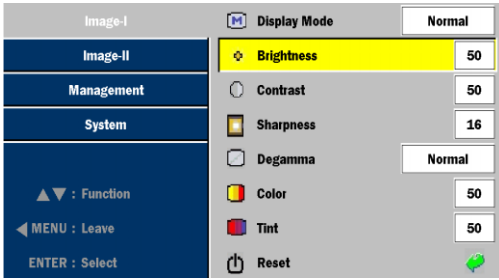 Image-I
Image-II
Management
System
▲▼ : Function
◀ MENU : Leave
ENTER : Select
M Display Mode Normal
Brightness 50
Contrast 50
Sharpness 16
Degamma Normal
Color 50
Tint 50
Reset